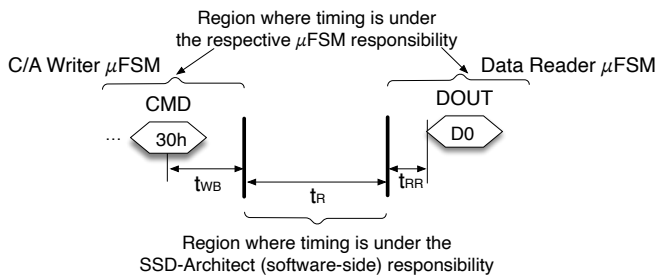 Region where timing is under
the respective μFSM responsibility
C/A Writer μFSM
Data Reader μFSM
CMD
DOUT
...
30h
D0
tWB
tR
tRR
Region where timing is under the
SSD-Architect (software-side) responsibility